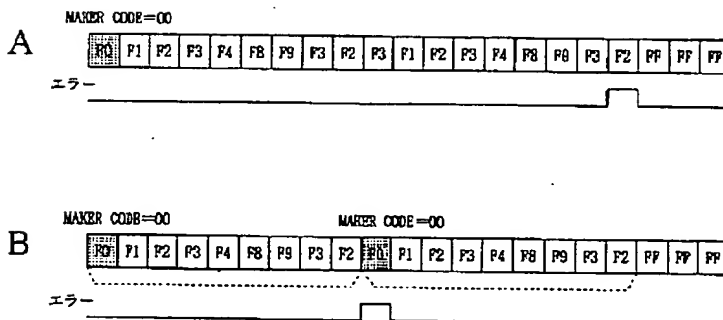 MAKER CODE=00
A
F0 F1 F2 F3 F4 F8 F9 F3 F2 F3 F1 F2 F3 F4 F8 F3 F2 FF FF FF
エラー
MAKER CODE=00 MAKER CODE=00
B
F0 F1 F2 F3 F4 F8 F9 F3 F2 F0 F1 F2 F3 F4 F8 F9 F3 F2 FF FF FF
エラー